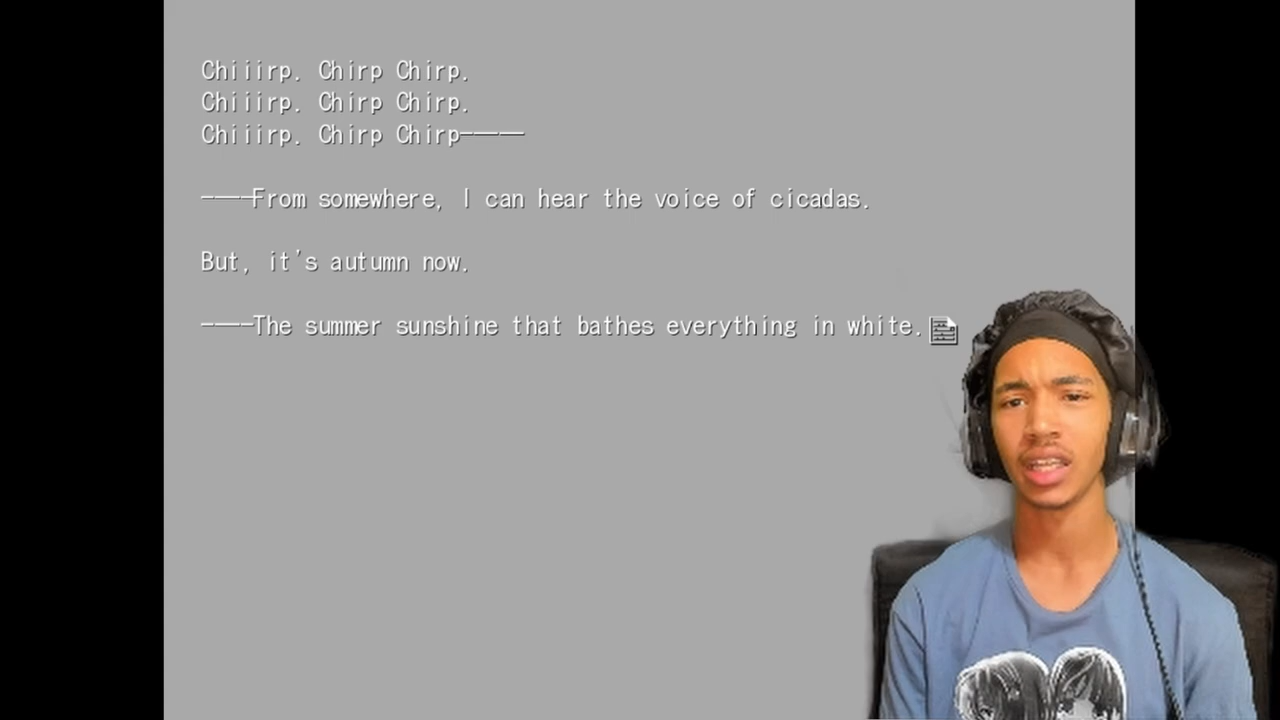 Chiiirp. Chirp Chirp.
Chiiirp. Chirp Chirp.
Chiiirp. Chirp Chirp─────
────From somewhere, I can hear the voice of cicadas.
But, it's autumn now.
────The summer sunshine that bathes everything in white.